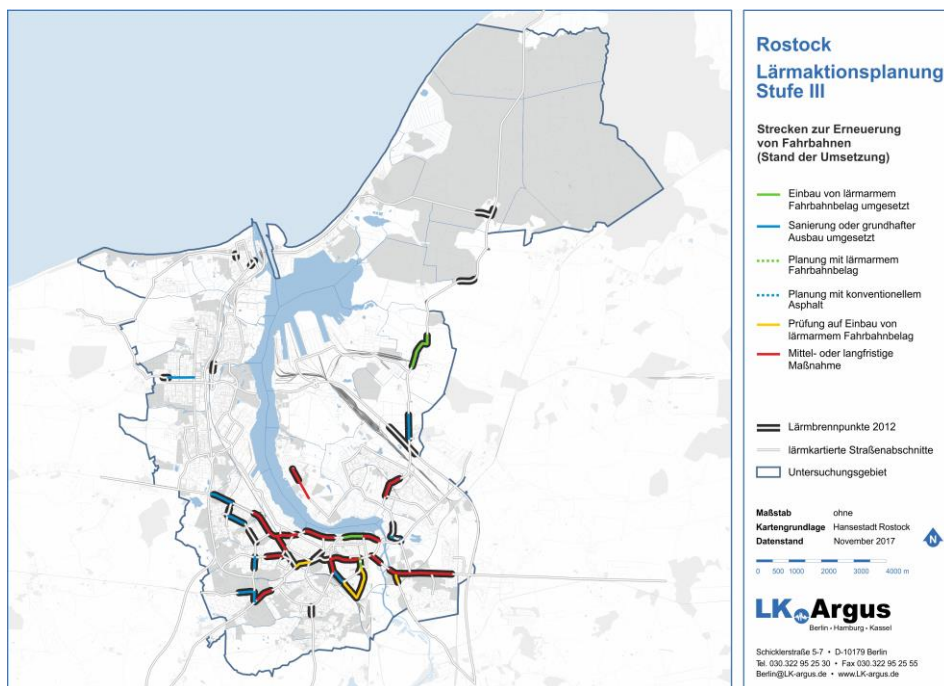 Rostock
Lärmaktionsplanung
Stufe III
Strecken zur Erneuerung
von Fahrbahnen
(Stand der Umsetzung)
Einbau von lärmarmem
Fahrbahnbelag umgesetzt
Sanierung oder grundhafter
Ausbau umgesetzt
Planung mit lärmarmem
Fahrbahnbelag
Planung mit konventionellem
Asphalt
Prüfung auf Einbau von
lärmarmem Fahrbahnbelag
Mittel- oder langfristige
Maßnahme
Lärmbrennpunkte 2012
lärmkartierte Straßenabschnitte
Untersuchungsgebiet
Maßstab ohne
Kartengrundlage Hansestadt Rostock
Datenstand November 2017
N
0 500 1000 2000 3000 4000 m
LK Argus
Berlin • Hamburg • Kassel
Schicklerstraße 5-7 • D-10179 Berlin
Tel. 030.322 95 25 30 • Fax 030.322 95 25 55
Berlin@LK-argus.de • www.LK-argus.de